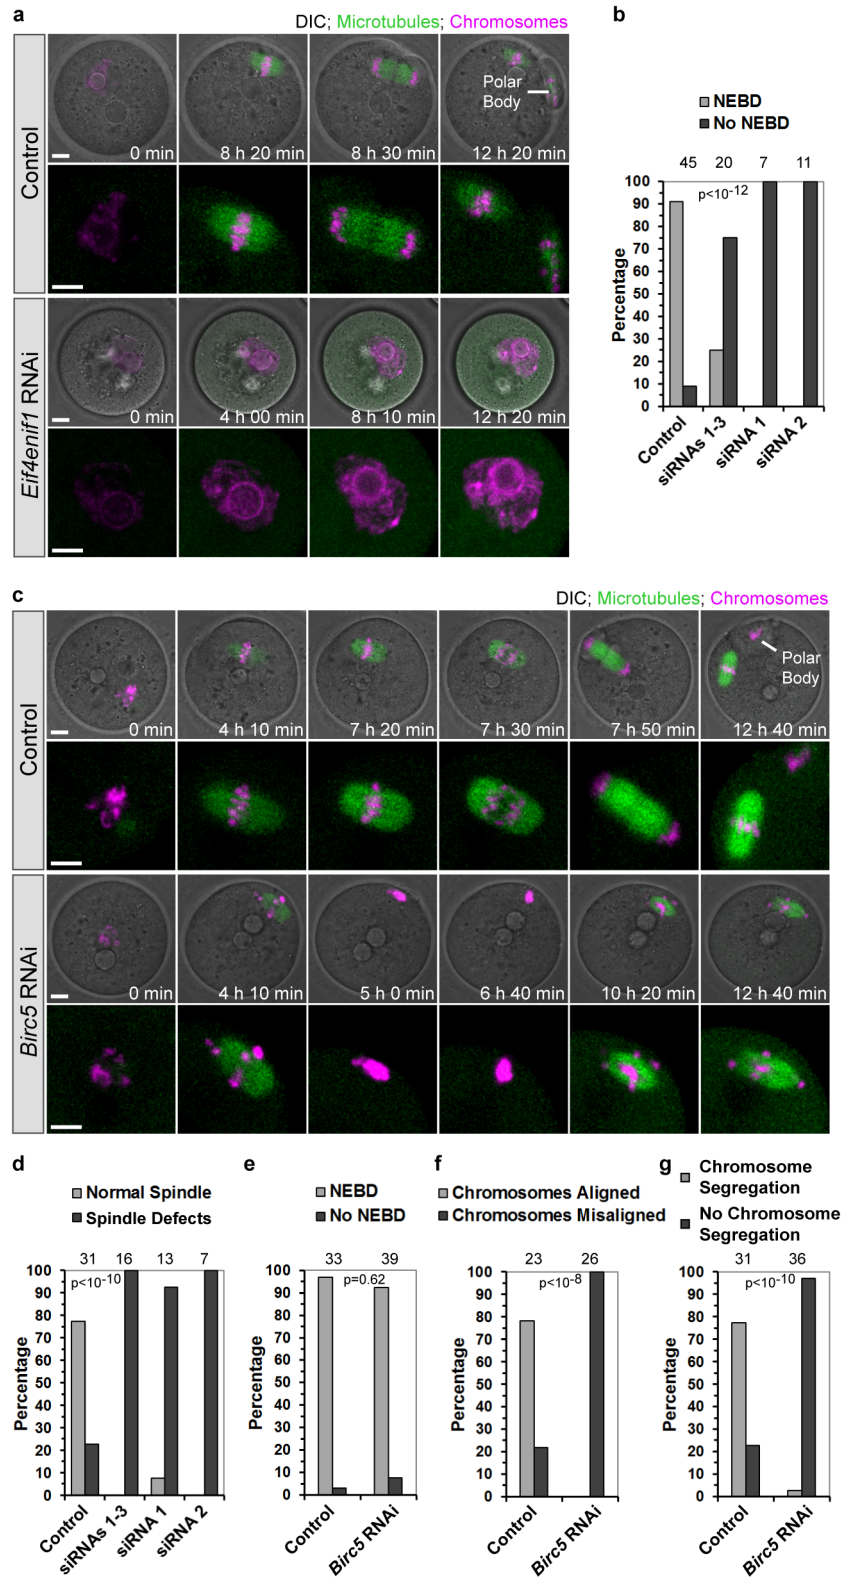 a
DIC; Microtubules; Chromosomes
Control
0 min
8 h 20 min
8 h 30 min
12 h 20 min
Polar
Body
Eif4enif1 RNAi
0 min
4 h 00 min
8 h 10 min
12 h 20 min
b
NEBD
No NEBD
45 20 7 11
p<10-12
Percentage
100
90
80
70
60
50
40
30
20
10
0
Control
siRNAs 1-3
siRNA 1
siRNA 2
c
DIC; Microtubules; Chromosomes
Control
0 min
4 h 10 min
7 h 20 min
7 h 30 min
7 h 50 min
12 h 40 min
Polar
Body
Birc5 RNAi
0 min
4 h 10 min
5 h 0 min
6 h 40 min
10 h 20 min
12 h 40 min
d
Normal Spindle
Spindle Defects
31 16 13 7
p<10-10
Percentage
100
90
80
70
60
50
40
30
20
10
0
Control
siRNAs 1-3
siRNA 1
siRNA 2
e
NEBD
No NEBD
33 39
p=0.62
Percentage
100
90
80
70
60
50
40
30
20
10
0
Control
Birc5 RNAi
f
Chromosomes Aligned
Chromosomes Misaligned
23 26
p<10-8
Percentage
100
90
80
70
60
50
40
30
20
10
0
Control
Birc5 RNAi
g
Chromosome
Segregation
No Chromosome
Segregation
31 36
p<10-10
Percentage
100
90
80
70
60
50
40
30
20
10
0
Control
Birc5 RNAi